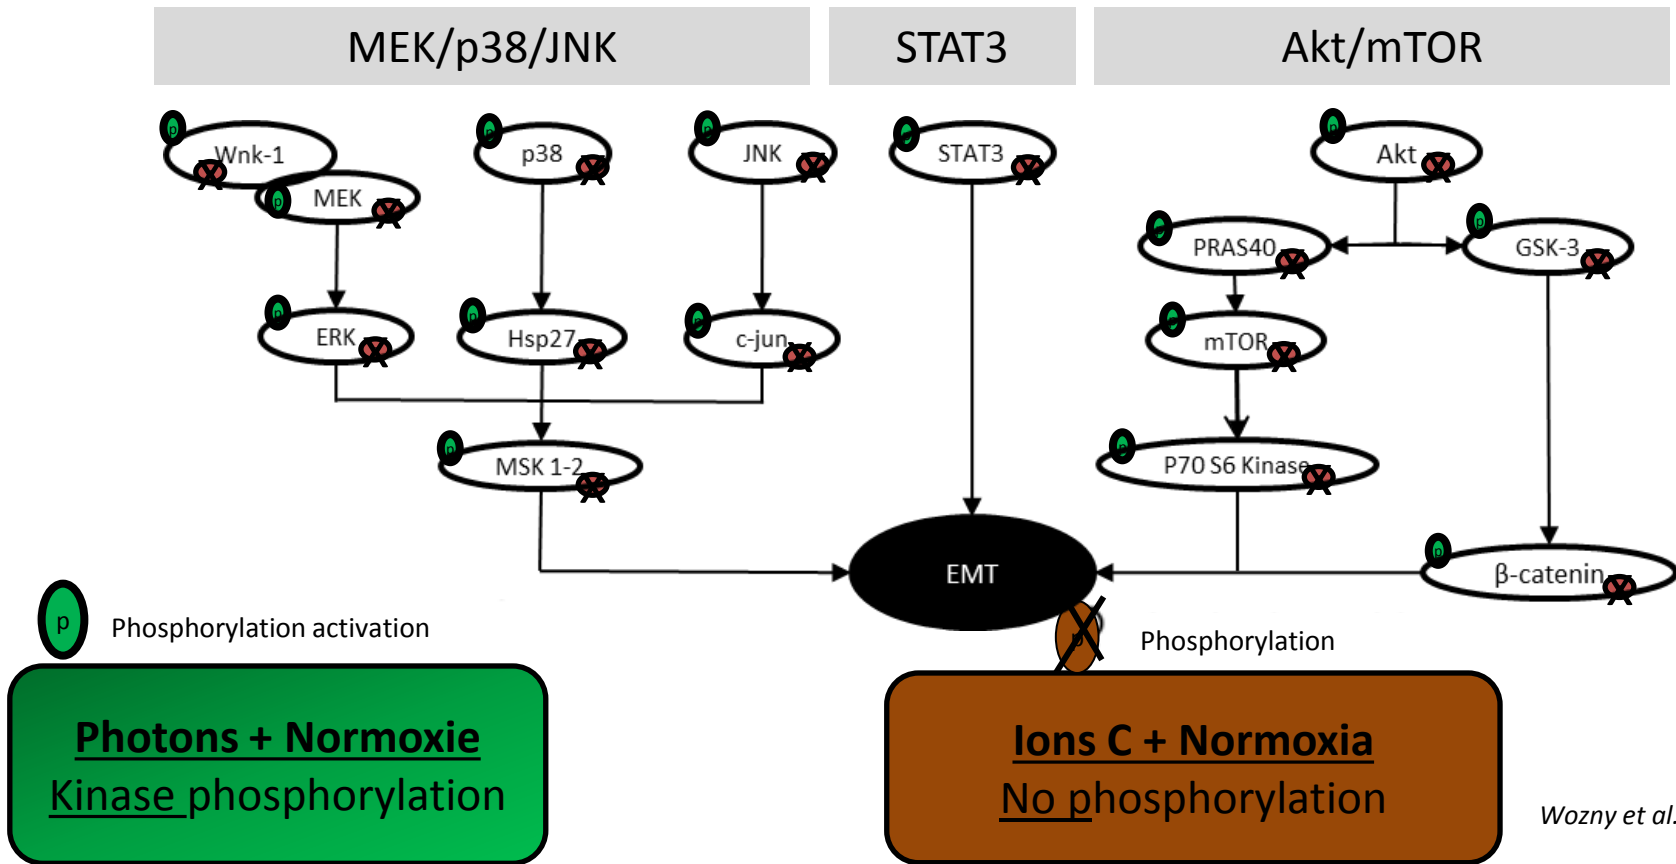 MEK/p38/JNK
STAT3
Akt/mTOR
p
p
p
p
p
Wnk-1
p38
JNK
STAT3
Akt
p
MEK
p
p
PRAS40
GSK-3
p
p
p
p
ERK
Hsp27
c-jun
mTOR
p
p
MSK 1-2
P70 S6 Kinase
p
EMT
β-catenin
p
Phosphorylation activation
p
Phosphorylation
Photons + Normoxie
Kinase phosphorylation
Ions C + Normoxia
No phosphorylation
Wozny et al.